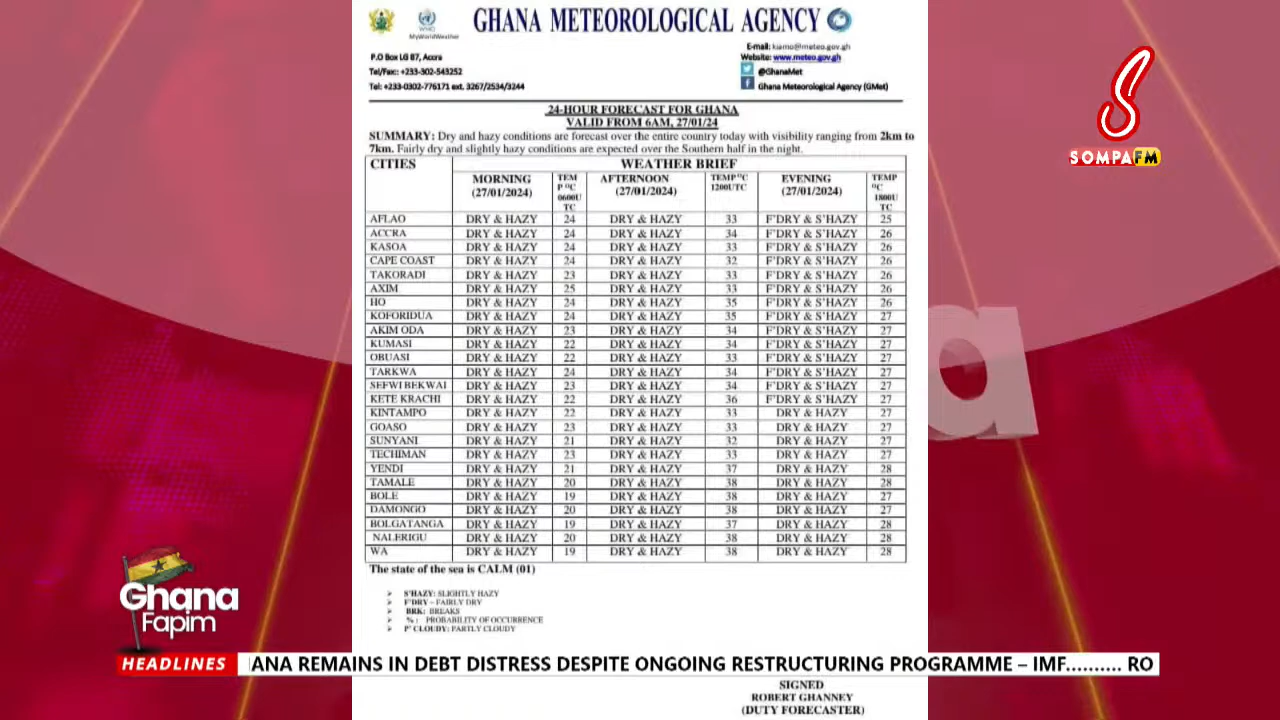 GHANA METEOROLOGICAL AGENCY
MyWorldWeather
P.O Box LG 87, Accra
Tel/Fax: +233-302-543252
Tel: +233-0302-776171 ext. 3267/2534/3244
E-mail: kiamo@meteo.gov.gh
Website: www.meteo.gov.gh
@GhanaMet
Ghana Meteorological Agency (GMet)
SOMPA FM
24-HOUR FORECAST FOR GHANA
VALID FROM 6AM, 27/01/24
SUMMARY: Dry and hazy conditions are forecast over the entire country today with visibility ranging from 2km to
7km. Fairly dry and slightly hazy conditions are expected over the Southern half in the night.
CITIES WEATHER BRIEF
MORNING (27/01/2024) TEMP °C 0600UTC AFTERNOON (27/01/2024) TEMP °C 1200UTC EVENING (27/01/2024) TEMP °C 1800UTC
AFLAO DRY & HAZY 24 DRY & HAZY 33 F'DRY & S'HAZY 25
ACCRA DRY & HAZY 24 DRY & HAZY 34 F'DRY & S'HAZY 26
KASOA DRY & HAZY 24 DRY & HAZY 33 F'DRY & S'HAZY 26
CAPE COAST DRY & HAZY 24 DRY & HAZY 32 F'DRY & S'HAZY 26
TAKORADI DRY & HAZY 23 DRY & HAZY 33 F'DRY & S'HAZY 26
AXIM DRY & HAZY 25 DRY & HAZY 33 F'DRY & S'HAZY 26
HO DRY & HAZY 24 DRY & HAZY 35 F'DRY & S'HAZY 26
KOFORIDUA DRY & HAZY 24 DRY & HAZY 35 F'DRY & S'HAZY 27
AKIM ODA DRY & HAZY 23 DRY & HAZY 34 F'DRY & S'HAZY 27
KUMASI DRY & HAZY 22 DRY & HAZY 34 F'DRY & S'HAZY 27
OBUASI DRY & HAZY 22 DRY & HAZY 33 F'DRY & S'HAZY 27
TARKWA DRY & HAZY 24 DRY & HAZY 34 F'DRY & S'HAZY 27
SEFWI BEKWAI DRY & HAZY 23 DRY & HAZY 34 F'DRY & S'HAZY 27
KETE KRACHI DRY & HAZY 22 DRY & HAZY 36 F'DRY & S'HAZY 27
KINTAMPO DRY & HAZY 22 DRY & HAZY 33 DRY & HAZY 27
GOASO DRY & HAZY 23 DRY & HAZY 33 DRY & HAZY 27
SUNYANI DRY & HAZY 21 DRY & HAZY 32 DRY & HAZY 27
TECHIMAN DRY & HAZY 23 DRY & HAZY 33 DRY & HAZY 27
YENDI DRY & HAZY 21 DRY & HAZY 37 DRY & HAZY 28
TAMALE DRY & HAZY 20 DRY & HAZY 38 DRY & HAZY 28
BOLE DRY & HAZY 19 DRY & HAZY 38 DRY & HAZY 27
DAMONGO DRY & HAZY 20 DRY & HAZY 38 DRY & HAZY 27
BOLGATANGA DRY & HAZY 19 DRY & HAZY 37 DRY & HAZY 28
NALERIGU DRY & HAZY 20 DRY & HAZY 38 DRY & HAZY 28
WA DRY & HAZY 19 DRY & HAZY 38 DRY & HAZY 28
The state of the sea is CALM (01)
S'HAZY: SLIGHTLY HAZY
F'DRY – FAIRLY DRY
BRK: BREAKS
% : PROBABILITY OF OCCURRENCE
P' CLOUDY: PARTLY CLOUDY
Ghana
Fapim
HEADLINES ANA REMAINS IN DEBT DISTRESS DESPITE ONGOING RESTRUCTURING PROGRAMME – IMF.......... RO
SIGNED
ROBERT GHANNEY
(DUTY FORECASTER)